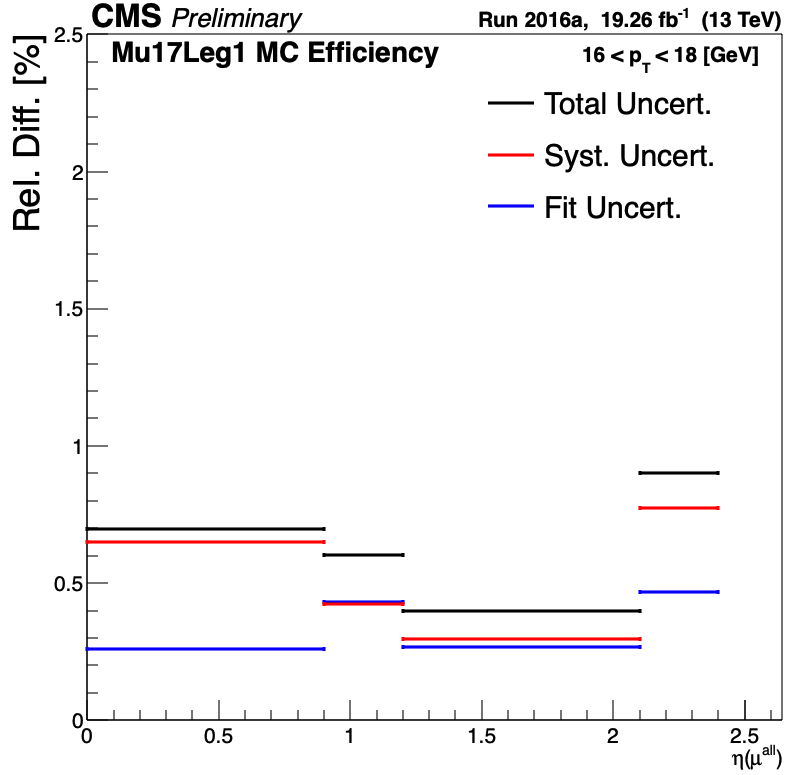 CMS Preliminary Run 2016a, 19.26 fb⁻¹ (13 TeV)
Mu17Leg1 MC Efficiency 16 < p_T < 18 [GeV]
Rel. Diff. [%]
Total Uncert.
Syst. Uncert.
Fit Uncert.
2.5
2
1.5
1
0.5
0
0 0.5 1 1.5 2 2.5
η(μ^all)